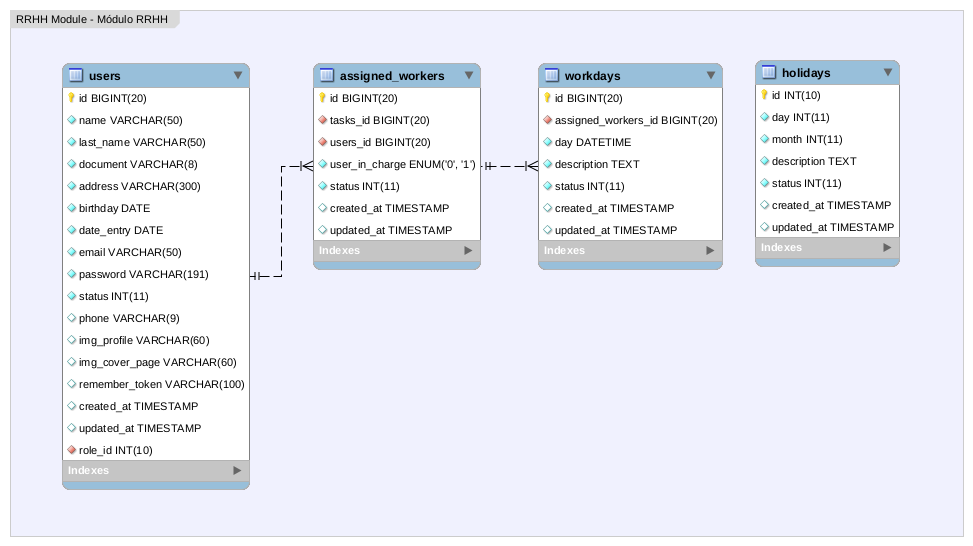 RRHH Module - Módulo RRHH
users
id BIGINT(20)
name VARCHAR(50)
last_name VARCHAR(50)
document VARCHAR(8)
address VARCHAR(300)
birthday DATE
date_entry DATE
email VARCHAR(50)
password VARCHAR(191)
status INT(11)
phone VARCHAR(9)
img_profile VARCHAR(60)
img_cover_page VARCHAR(60)
remember_token VARCHAR(100)
created_at TIMESTAMP
updated_at TIMESTAMP
role_id INT(10)
Indexes
assigned_workers
id BIGINT(20)
tasks_id BIGINT(20)
users_id BIGINT(20)
user_in_charge ENUM('0', '1')
status INT(11)
created_at TIMESTAMP
updated_at TIMESTAMP
Indexes
workdays
id BIGINT(20)
assigned_workers_id BIGINT(20)
day DATETIME
description TEXT
status INT(11)
created_at TIMESTAMP
updated_at TIMESTAMP
Indexes
holidays
id INT(10)
day INT(11)
month INT(11)
description TEXT
status INT(11)
created_at TIMESTAMP
updated_at TIMESTAMP
Indexes